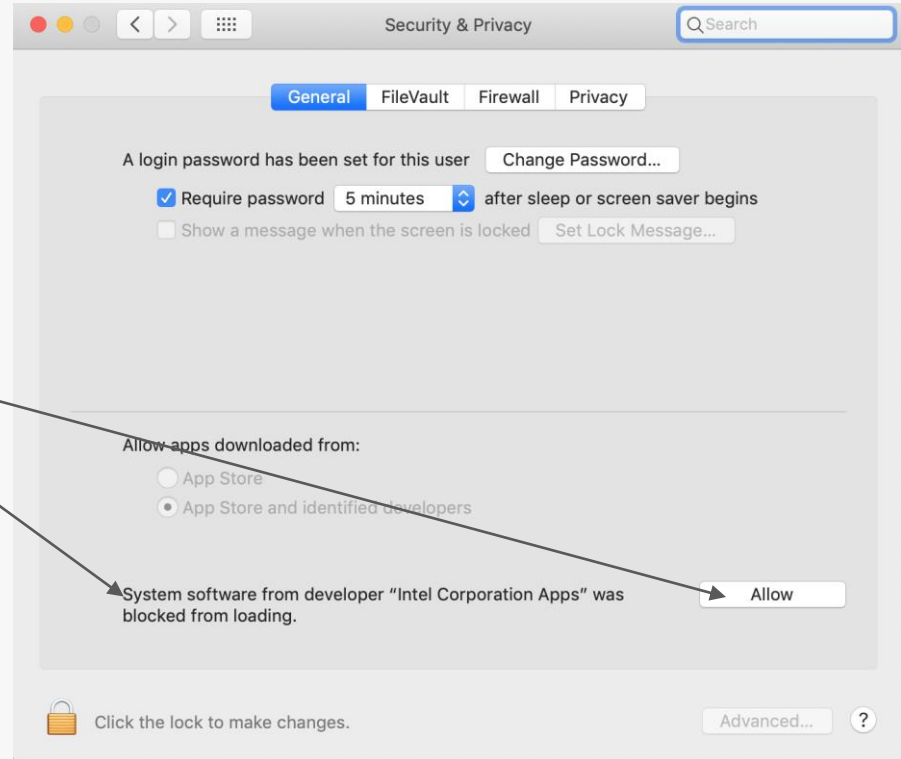 Security & Privacy
Search
General FileVault Firewall Privacy
A login password has been set for this user Change Password...
Require password 5 minutes after sleep or screen saver begins
Show a message when the screen is locked Set Lock Message...
Allow apps downloaded from:
App Store
App Store and identified developers
System software from developer “Intel Corporation Apps” was Allow
blocked from loading.
Click the lock to make changes. Advanced... ?